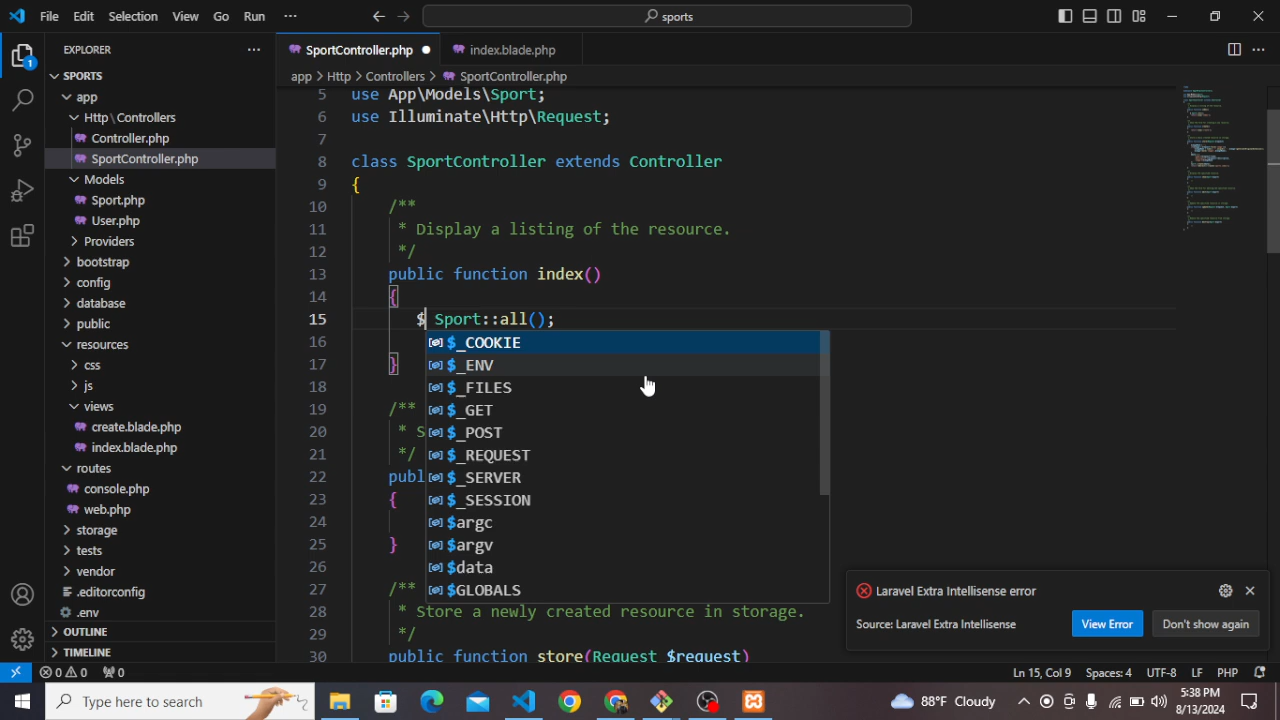 File Edit Selection View Go Run ··· sports
EXPLORER ···
SportController.php index.blade.php
app > Http > Controllers > SportController.php
SPORTS
app
Http \ Controllers
Controller.php
SportController.php
Models
Sport.php
User.php
Providers
bootstrap
config
database
public
resources
css
js
views
create.blade.php
index.blade.php
routes
console.php
web.php
storage
tests
vendor
.editorconfig
.env
OUTLINE
TIMELINE
5 use App\Models\Sport;
6 use Illuminate\Http\Request;
7
8 class SportController extends Controller
9 {
10 /**
11 * Display a listing of the resource.
12 */
13 public function index()
14 {
15 $ Sport::all();
16
17 }
18
19 /**
20 * S
21 */
22 publ
23 {
24
25 }
26
27 /**
28 * Store a newly created resource in storage.
29 */
30 public function store(Request $request)
$_COOKIE
$_ENV
$_FILES
$_GET
$_POST
$_REQUEST
$_SERVER
$_SESSION
$argc
$argv
$data
$GLOBALS
Laravel Extra Intellisense error
Source: Laravel Extra Intellisense View Error Don't show again
0 0 0 Ln 15, Col 9 Spaces: 4 UTF-8 LF PHP
Type here to search
88°F Cloudy
5:38 PM
8/13/2024
1